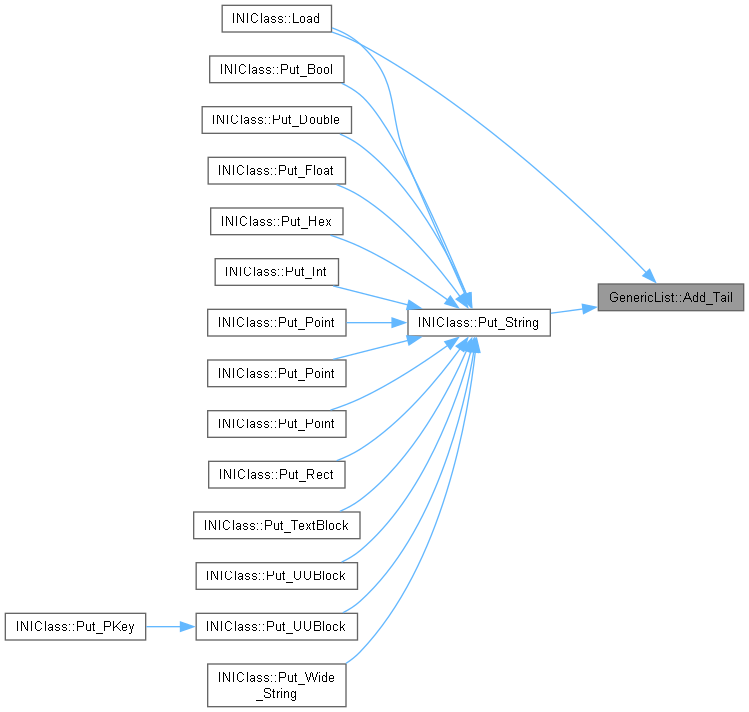 INIClass::Load
INIClass::Put_Bool
INIClass::Put_Double
INIClass::Put_Float
INIClass::Put_Hex
INIClass::Put_Int
GenericList::Add_Tail
INIClass::Put_Point
INIClass::Put_String
INIClass::Put_Point
INIClass::Put_Point
INIClass::Put_Rect
INIClass::Put_TextBlock
INIClass::Put_UUBlock
INIClass::Put_PKey
INIClass::Put_UUBlock
INIClass::Put_Wide
_String